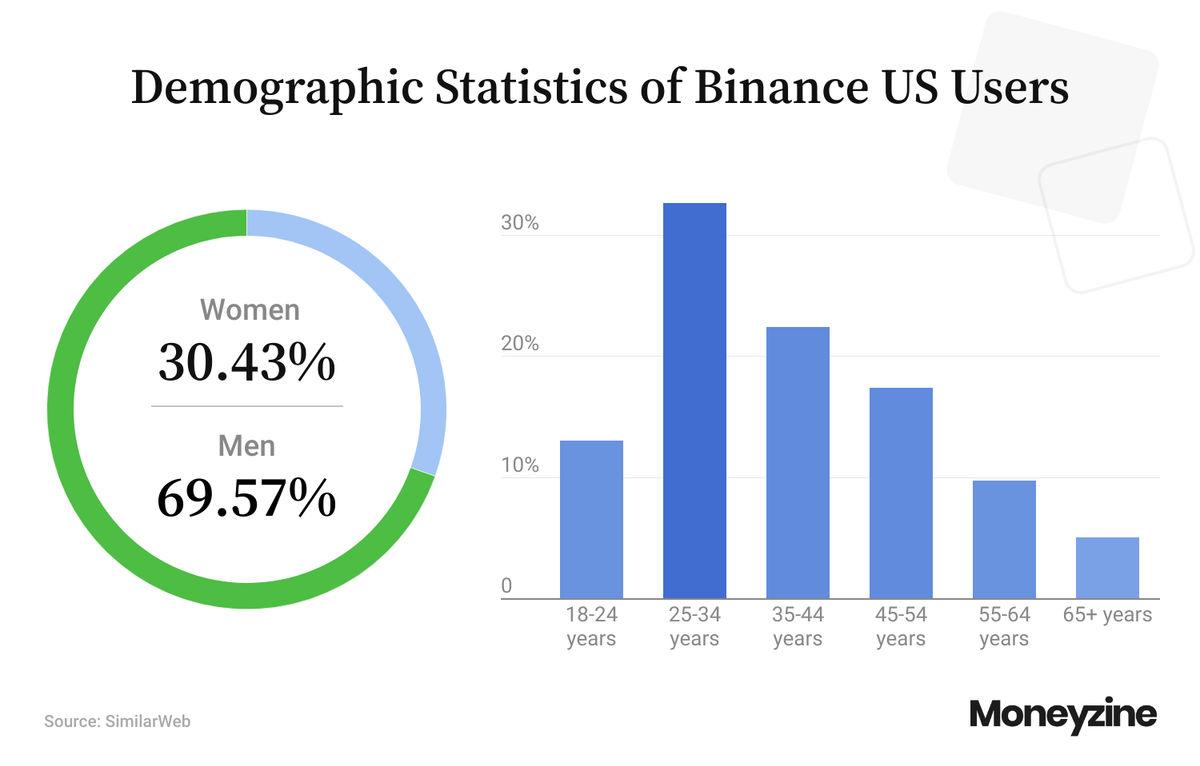 Demographic Statistics of Binance US Users
Women
30.43%
Men
69.57%
30%
20%
10%
0
18-24
years
25-34
years
35-44
years
45-54
years
55-64
years
65+ years
Source: SimilarWeb
Moneyzine